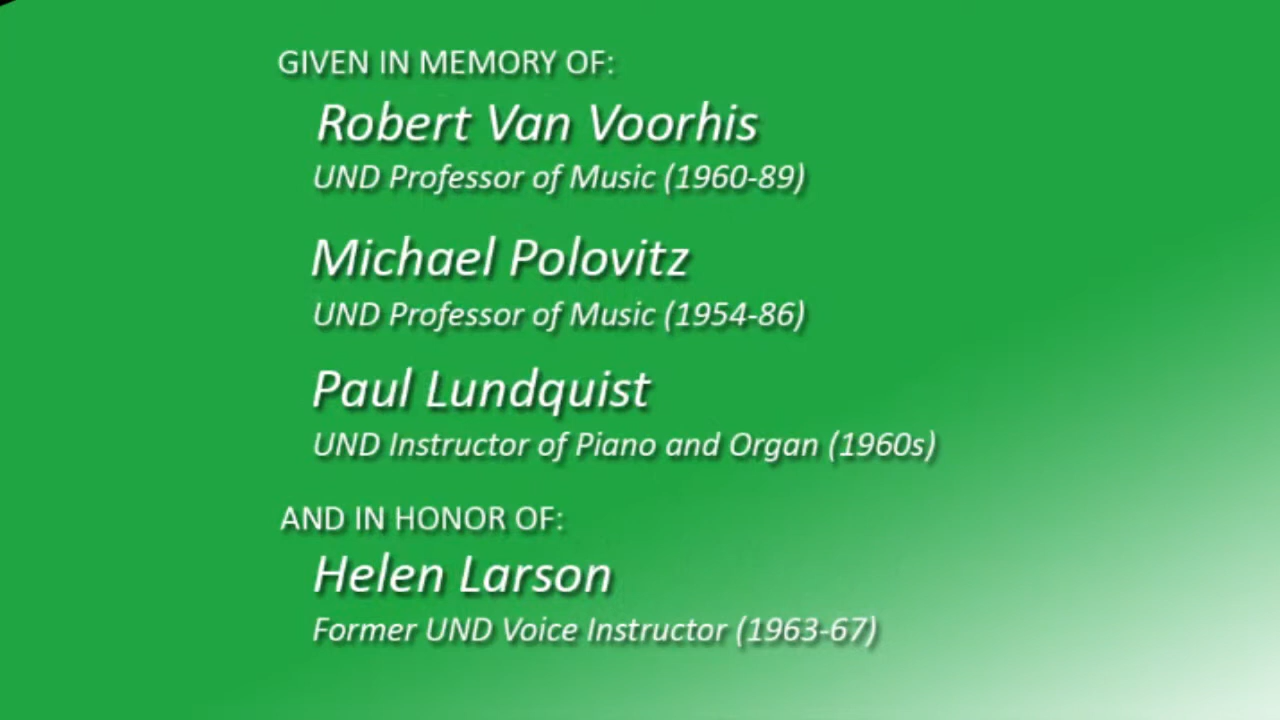 GIVEN IN MEMORY OF:
Robert Van Voorhis
UND Professor of Music (1960-89)
Michael Polovitz
UND Professor of Music (1954-86)
Paul Lundquist
UND Instructor of Piano and Organ (1960s)
AND IN HONOR OF:
Helen Larson
Former UND Voice Instructor (1963-67)